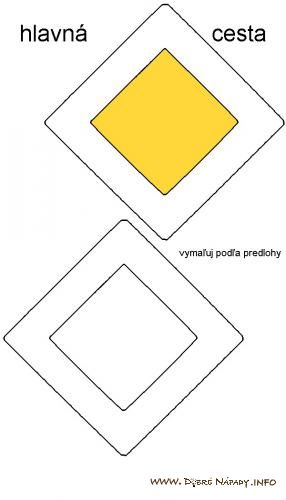 hlavná cesta
vymaľuj podľa predlohy
www. Dobré Nápady .info